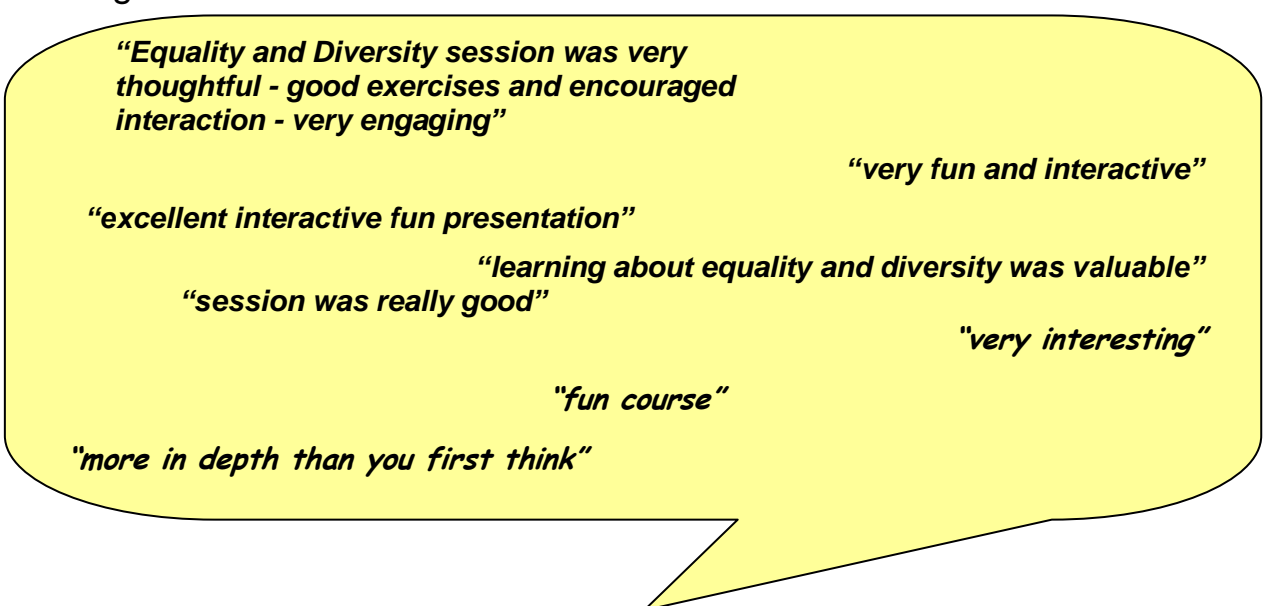 “Equality and Diversity session was very
thoughtful - good exercises and encouraged
interaction - very engaging”
“very fun and interactive”
“excellent interactive fun presentation”
“learning about equality and diversity was valuable”
“session was really good”
“very interesting”
“fun course”
“more in depth than you first think”